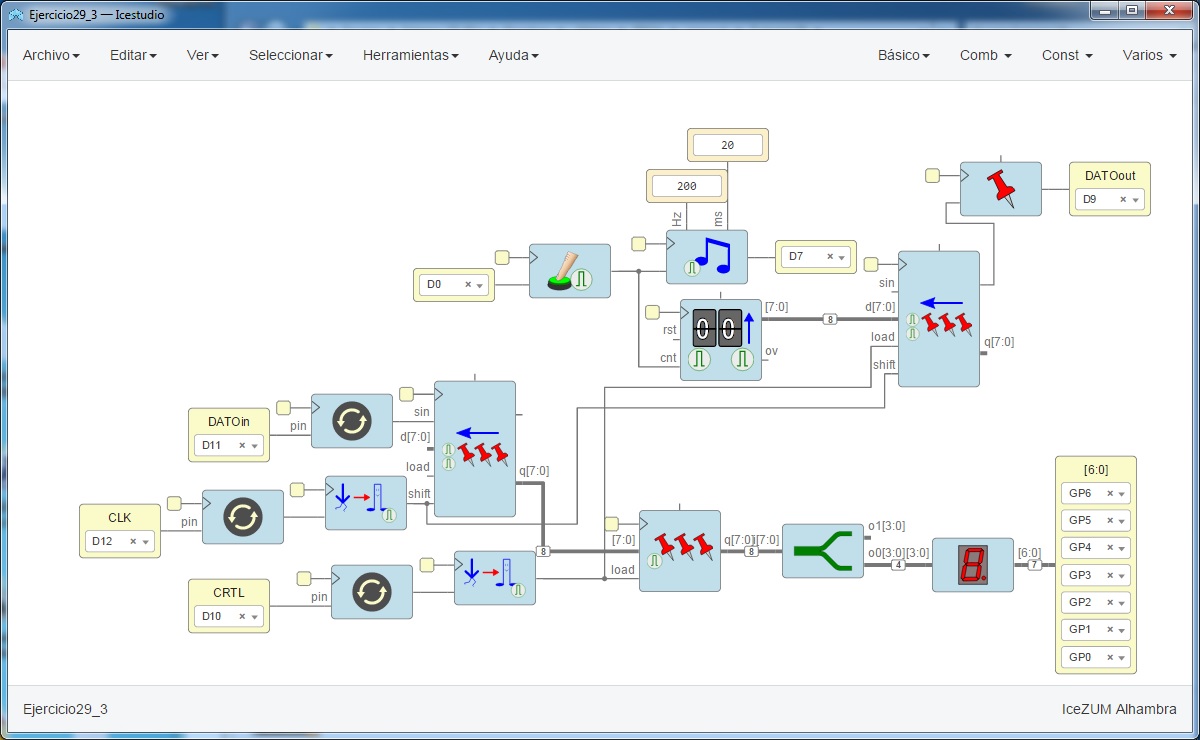 Ejercicio29_3 — Icestudio
Archivo Editar Ver Seleccionar Herramientas Ayuda Básico Comb Const Varios
20
200
Hz ms
DATOout
D9
D0
D7
sin
d[7:0]
load
shift
q[7:0]
[7:0]
8
rst
cnt
ov
00
DATOin
D11
pin
sin
d[7:0]
load
shift
q[7:0]
CLK
D12
pin
CRTL
D10
pin
8
[7:0]
load
q[7:0][7:0]
8
o1[3:0]
o0[3:0][3:0]
4
8.
[6:0]
7
[6:0]
GP6
GP5
GP4
GP3
GP2
GP1
GP0
Ejercicio29_3
IceZUM Alhambra